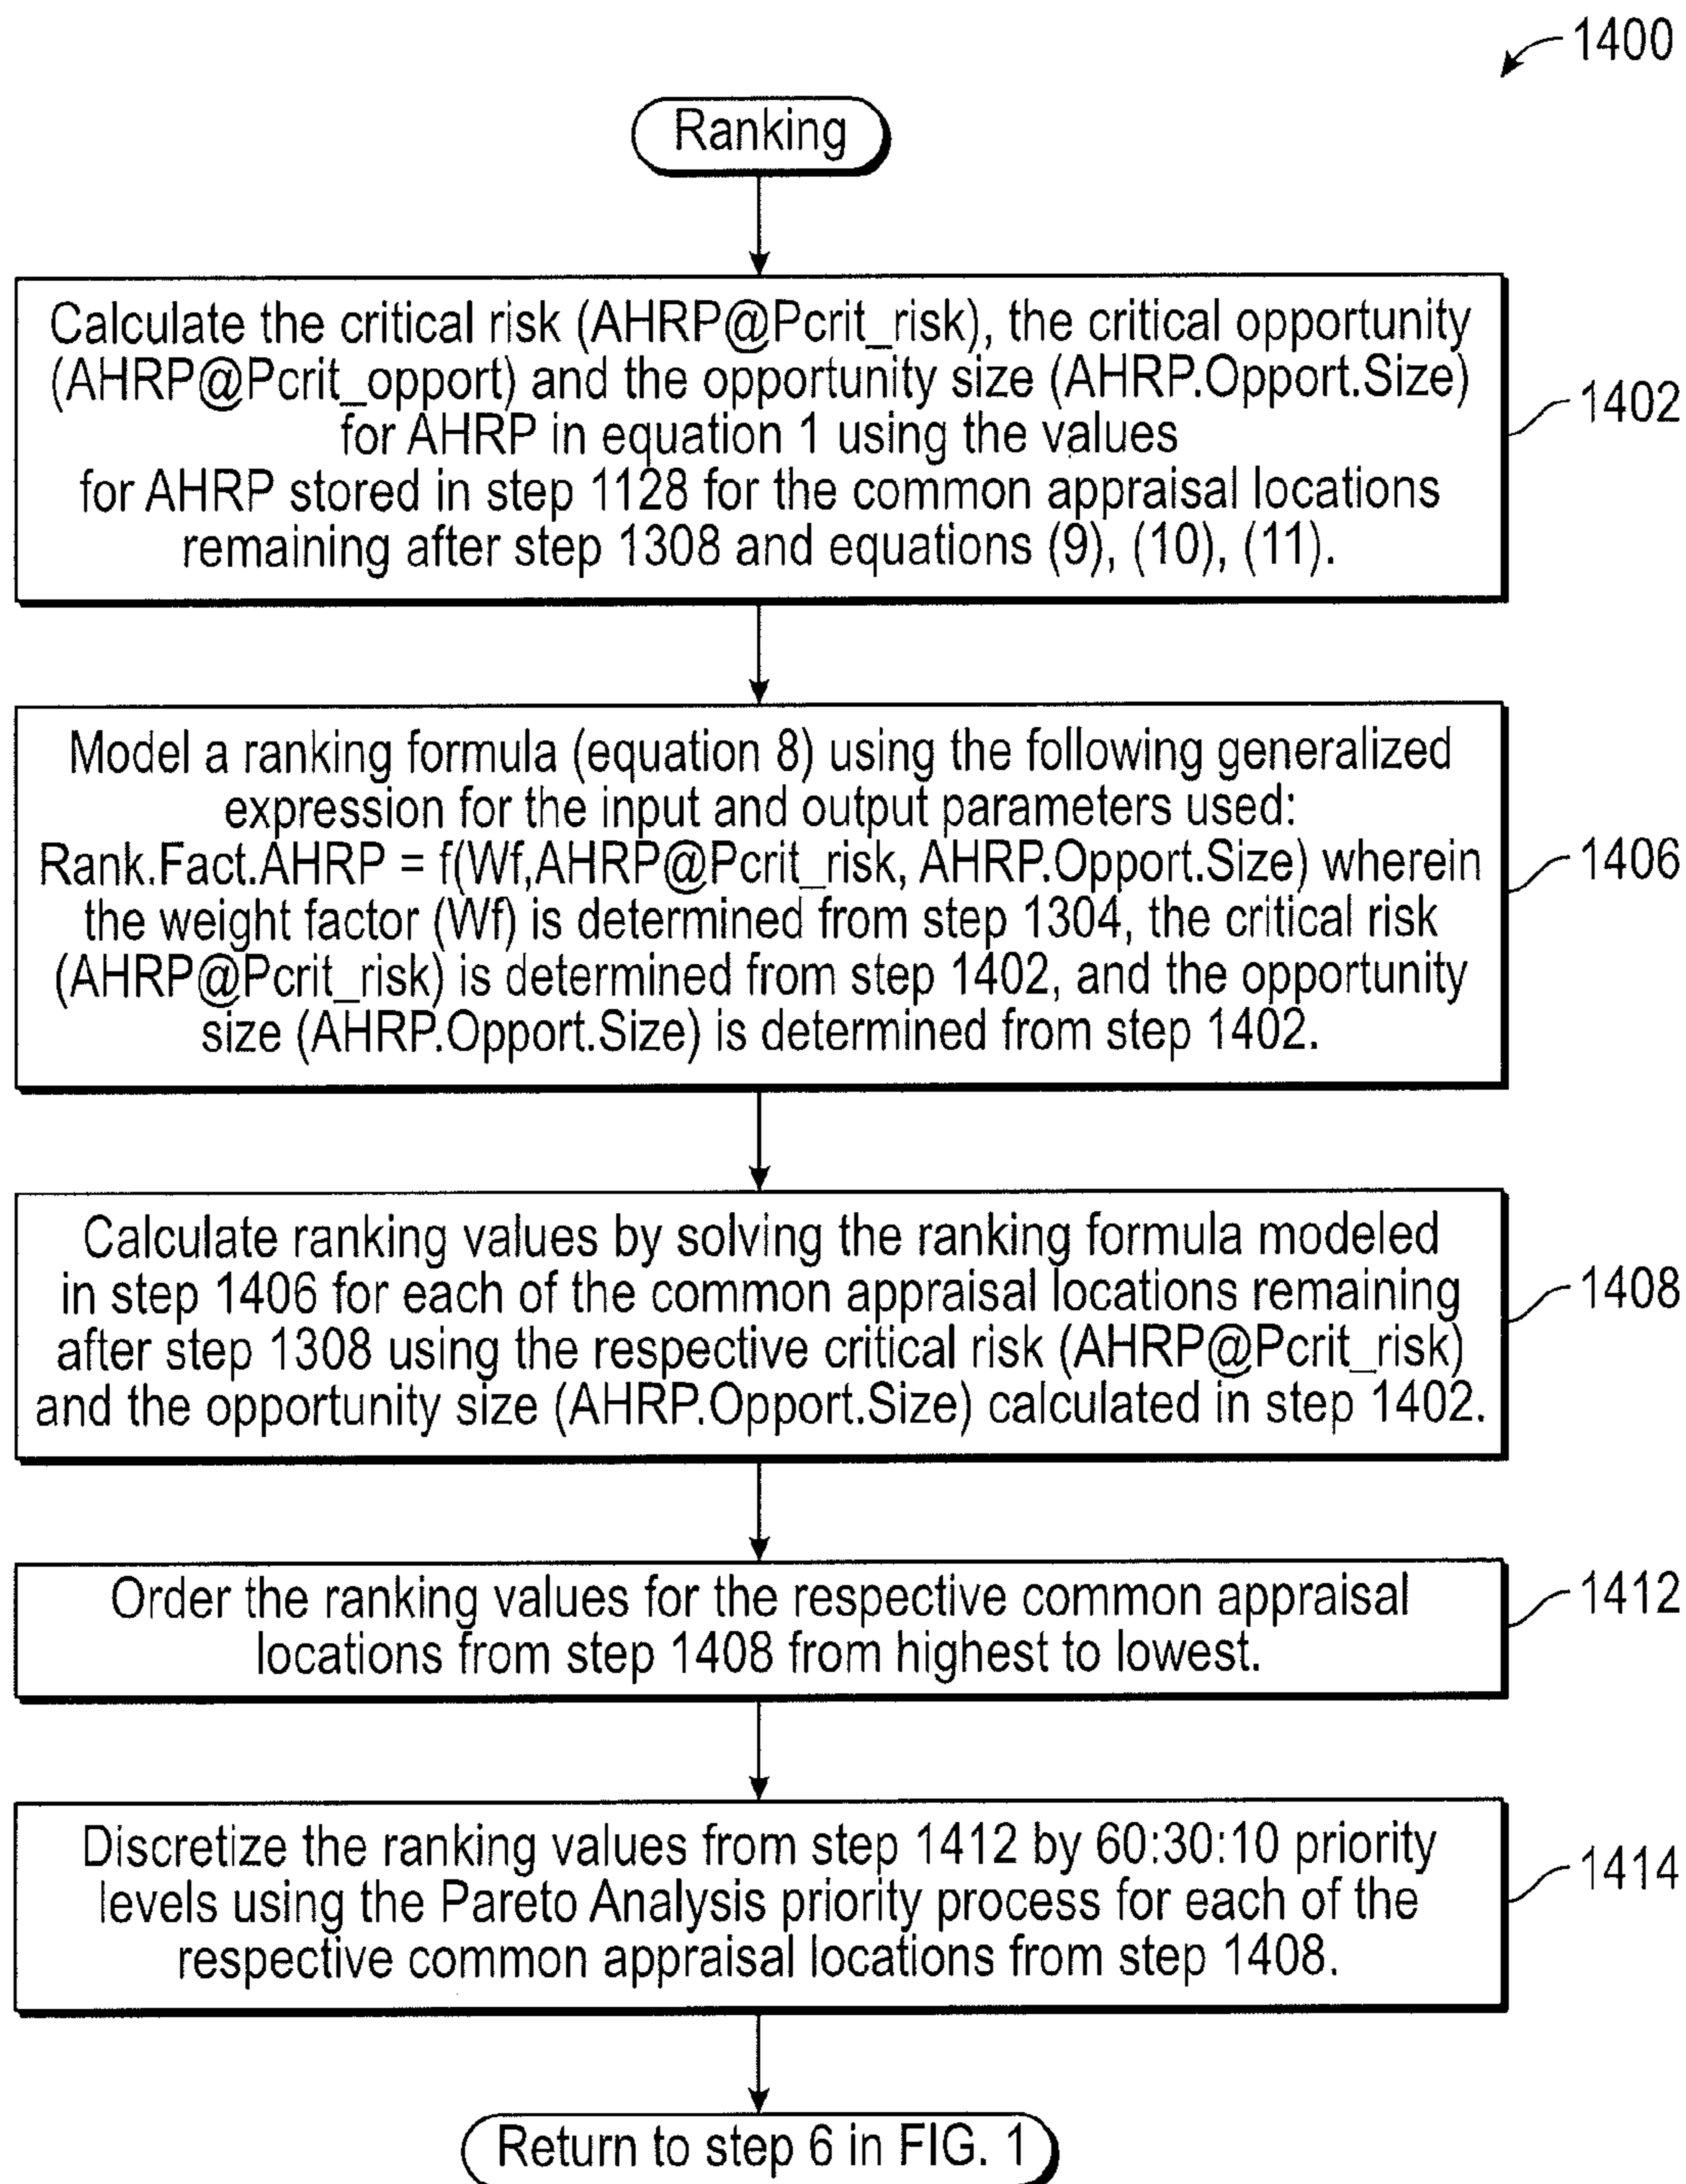 1400
Ranking
Calculate the critical risk (AHRP@Pcrit_risk), the critical opportunity
(AHRP@Pcrit_opport) and the opportunity size (AHRP.Opport.Size)
for AHRP in equation 1 using the values
for AHRP stored in step 1128 for the common appraisal locations
remaining after step 1308 and equations (9), (10), (11).
1402
Model a ranking formula (equation 8) using the following generalized
expression for the input and output parameters used:
Rank.Fact.AHRP = f(Wf,AHRP@Pcrit_risk, AHRP.Opport.Size) wherein
the weight factor (Wf) is determined from step 1304, the critical risk
(AHRP@Pcrit_risk) is determined from step 1402, and the opportunity
size (AHRP.Opport.Size) is determined from step 1402.
1406
Calculate ranking values by solving the ranking formula modeled
in step 1406 for each of the common appraisal locations remaining
after step 1308 using the respective critical risk (AHRP@Pcrit_risk)
and the opportunity size (AHRP.Opport.Size) calculated in step 1402.
1408
Order the ranking values for the respective common appraisal
locations from step 1408 from highest to lowest.
1412
Discretize the ranking values from step 1412 by 60:30:10 priority
levels using the Pareto Analysis priority process for each of the
respective common appraisal locations from step 1408.
1414
Return to step 6 in FIG. 1